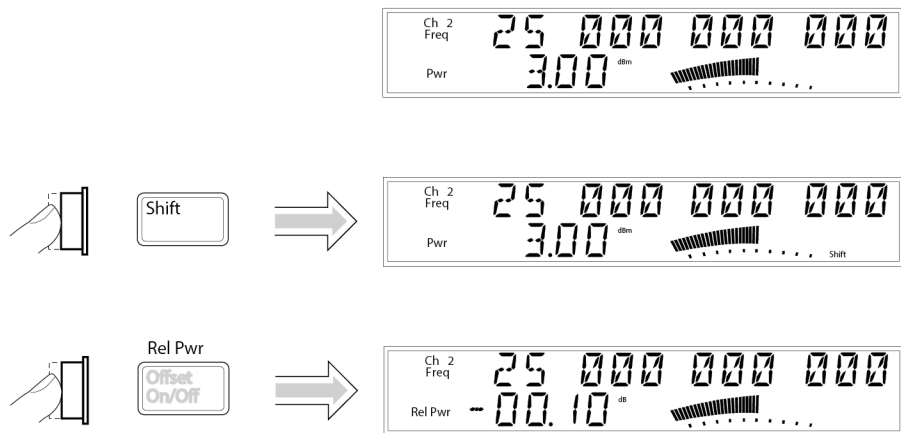 Ch 2
Freq 25 000 000 000
Pwr 3.00 dBm
Shift
Ch 2
Freq 25 000 000 000
Pwr 3.00 dBm
Shift
Rel Pwr
Offset
On/Off
Ch 2
Freq 25 000 000 000
Rel Pwr -00.10 dB